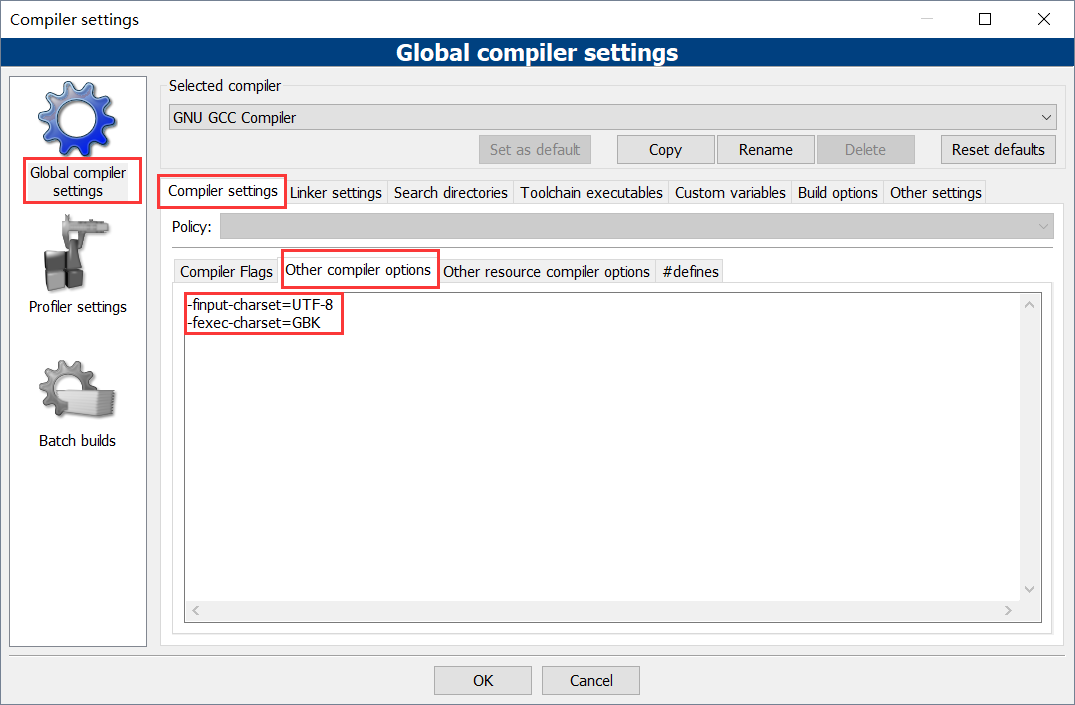 Compiler settings
Global compiler settings
Global compiler
settings
Profiler settings
Batch builds
Selected compiler
GNU GCC Compiler
Set as default
Copy
Rename
Delete
Reset defaults
Compiler settings
Linker settings
Search directories
Toolchain executables
Custom variables
Build options
Other settings
Policy:
Compiler Flags
Other compiler options
Other resource compiler options
#defines
-finput-charset=UTF-8
-fexec-charset=GBK
OK
Cancel